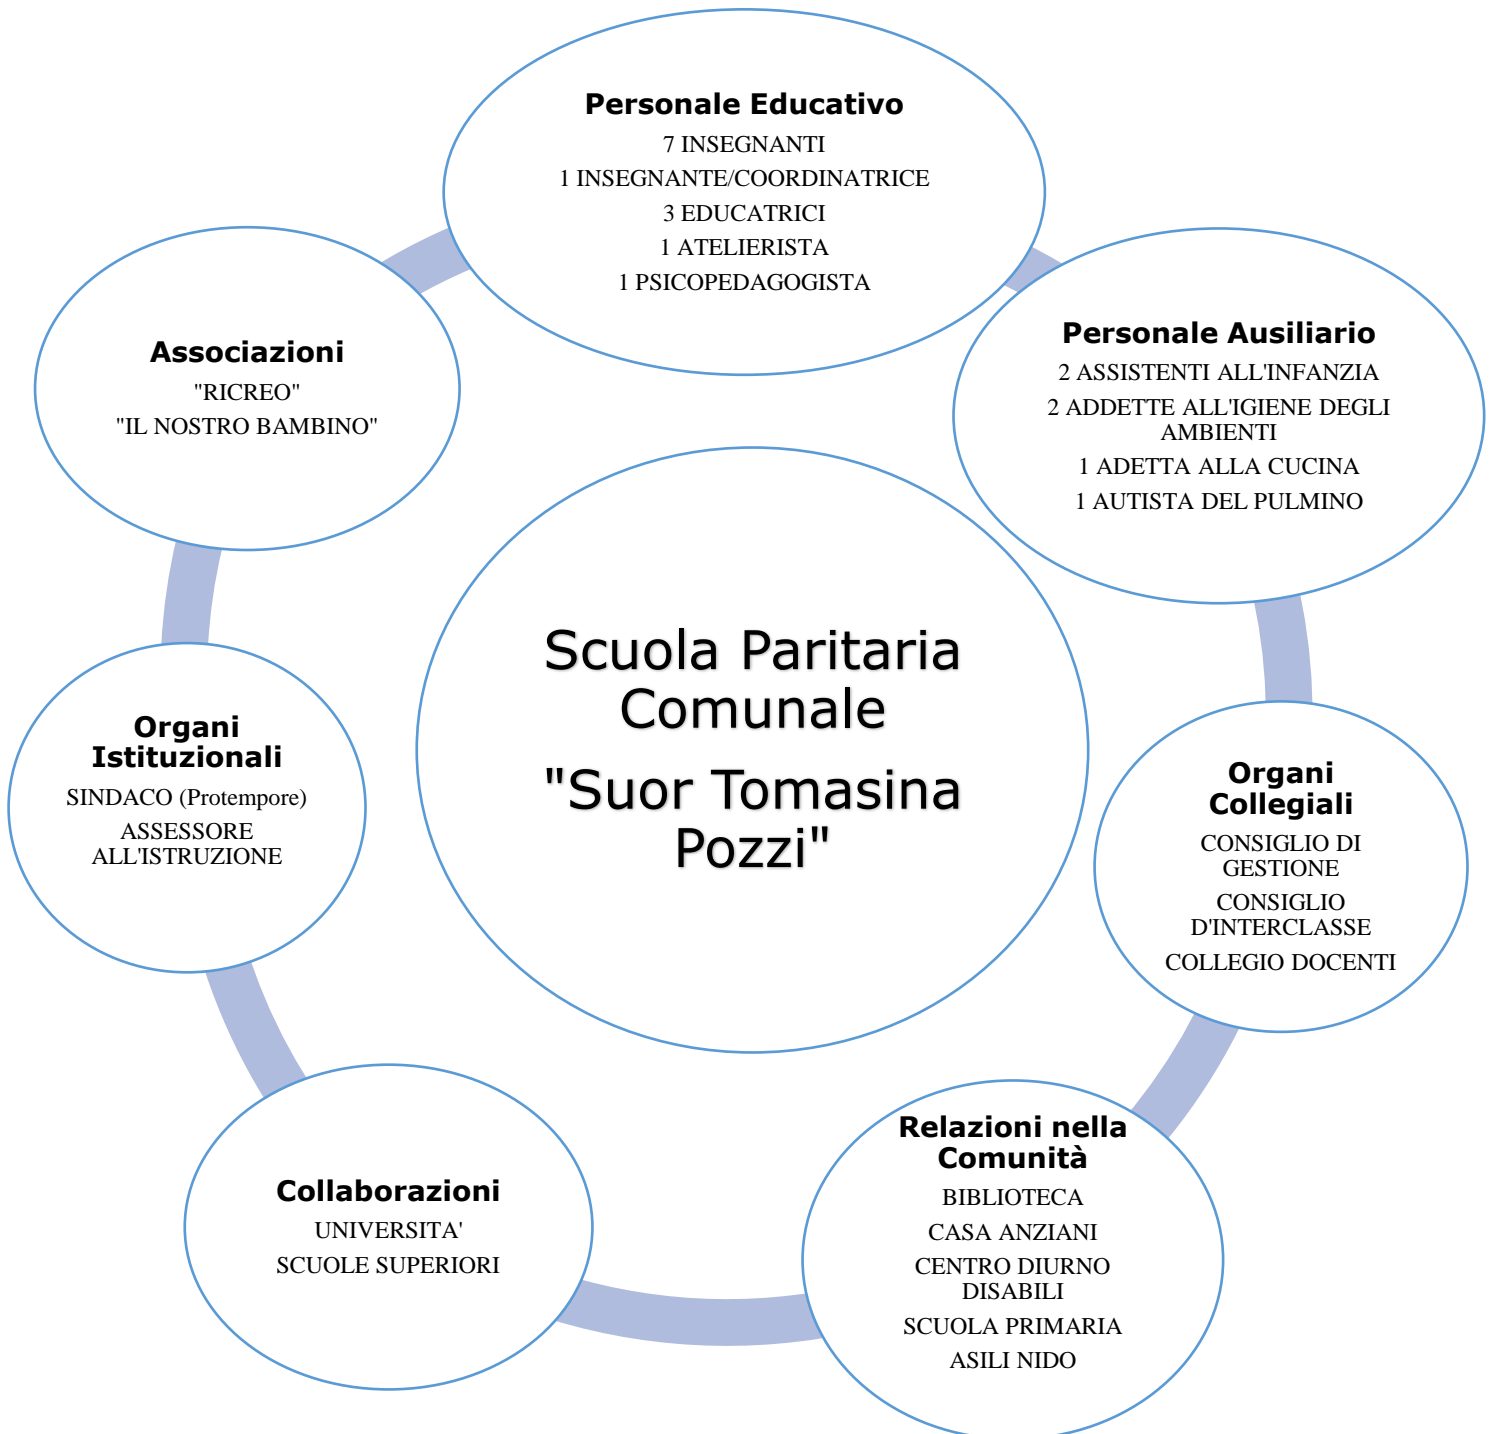 Personale Educativo
7 INSEGNANTI
1 INSEGNANTE/COORDINATRICE
3 EDUCATRICI
1 ATELIERISTA
1 PSICOPEDAGOGISTA
Personale Ausiliario
2 ASSISTENTI ALL'INFANZIA
2 ADDETTE ALL'IGIENE DEGLI
AMBIENTI
1 ADETTA ALLA CUCINA
1 AUTISTA DEL PULMINO
Associazioni
"RICREO"
"IL NOSTRO BAMBINO"
Scuola Paritaria
Comunale
"Suor Tomasina
Pozzi"
Organi
Istituzionali
SINDACO (Protempore)
ASSESSORE
ALL'ISTRUZIONE
Organi
Collegiali
CONSIGLIO DI
GESTIONE
CONSIGLIO
D'INTERCLASSE
COLLEGIO DOCENTI
Relazioni nella
Comunità
BIBLIOTECA
CASA ANZIANI
CENTRO DIURNO
DISABILI
SCUOLA PRIMARIA
ASILI NIDO
Collaborazioni
UNIVERSITA'
SCUOLE SUPERIORI